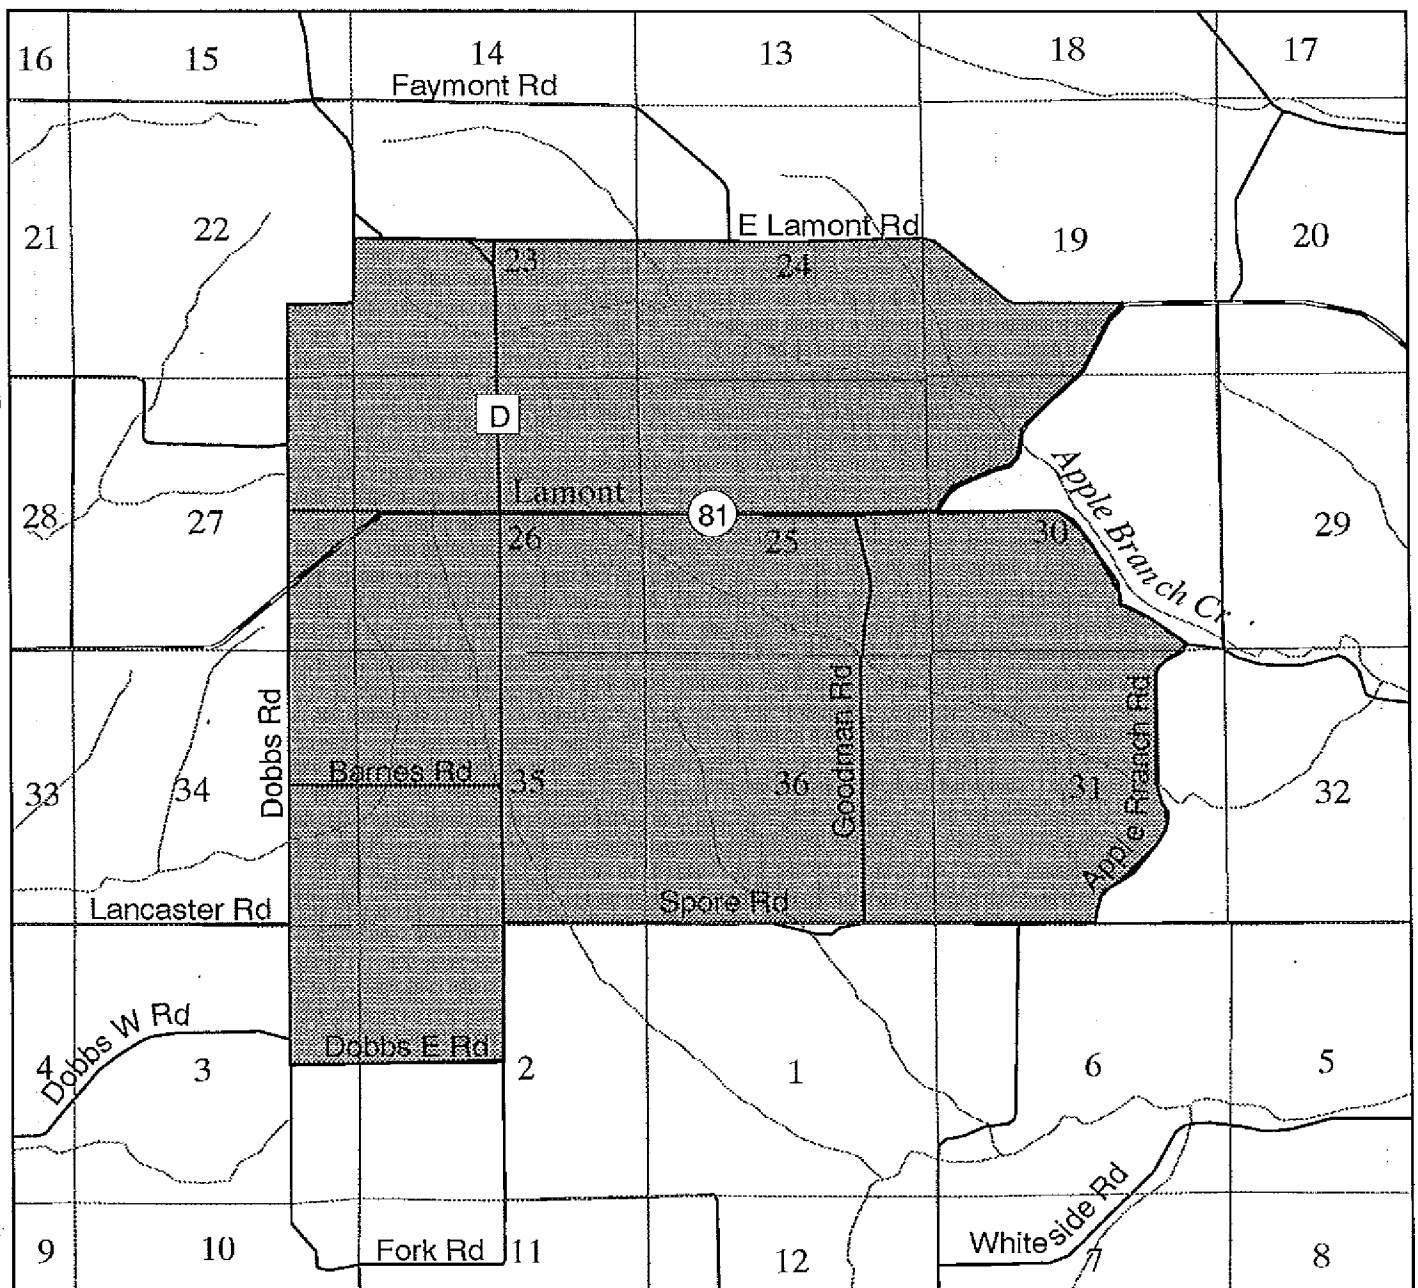 16 15 14 13 18 17
Faymont Rd
21 22 E Lamont Rd 19 20
23 24
D
Lamont
81
28 27 26 25 30 29
Apple Branch Cr
Dobbs Rd
Goodman Rd
Apple Branch Rd
Barnes Rd
33 34 35 36 31 32
Lancaster Rd
Spore Rd
Dobbs W Rd
Dobbs E Rd
4 3 2 1 6 5
Whiteside Rd
Fork Rd
9 10 11 12 7 8